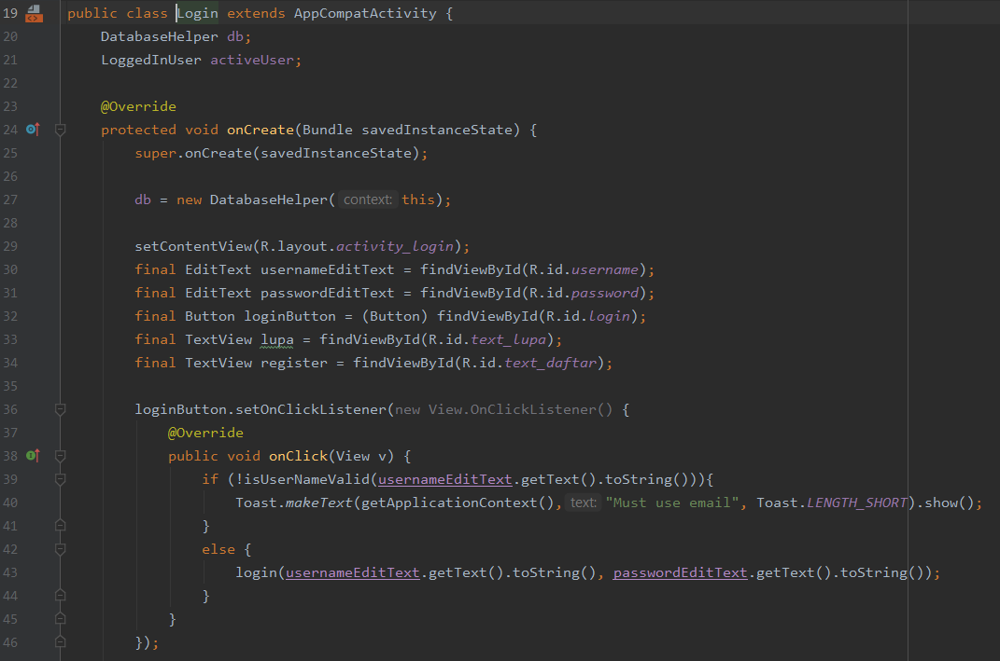 19 public class Login extends AppCompatActivity {
20 DatabaseHelper db;
21 LoggedInUser activeUser;
22
23 @Override
24 protected void onCreate(Bundle savedInstanceState) {
25 super.onCreate(savedInstanceState);
26
27 db = new DatabaseHelper( context: this);
28
29 setContentView(R.layout.activity_login);
30 final EditText usernameEditText = findViewById(R.id.username);
31 final EditText passwordEditText = findViewById(R.id.password);
32 final Button loginButton = (Button) findViewById(R.id.login);
33 final TextView lupa = findViewById(R.id.text_lupa);
34 final TextView register = findViewById(R.id.text_daftar);
35
36 loginButton.setOnClickListener(new View.OnClickListener() {
37 @Override
38 public void onClick(View v) {
39 if (!isUserNameValid(usernameEditText.getText().toString())){
40 Toast.makeText(getApplicationContext(), text: "Must use email", Toast.LENGTH_SHORT).show();
41 }
42 else {
43 login(usernameEditText.getText().toString(), passwordEditText.getText().toString());
44 }
45 }
46 });